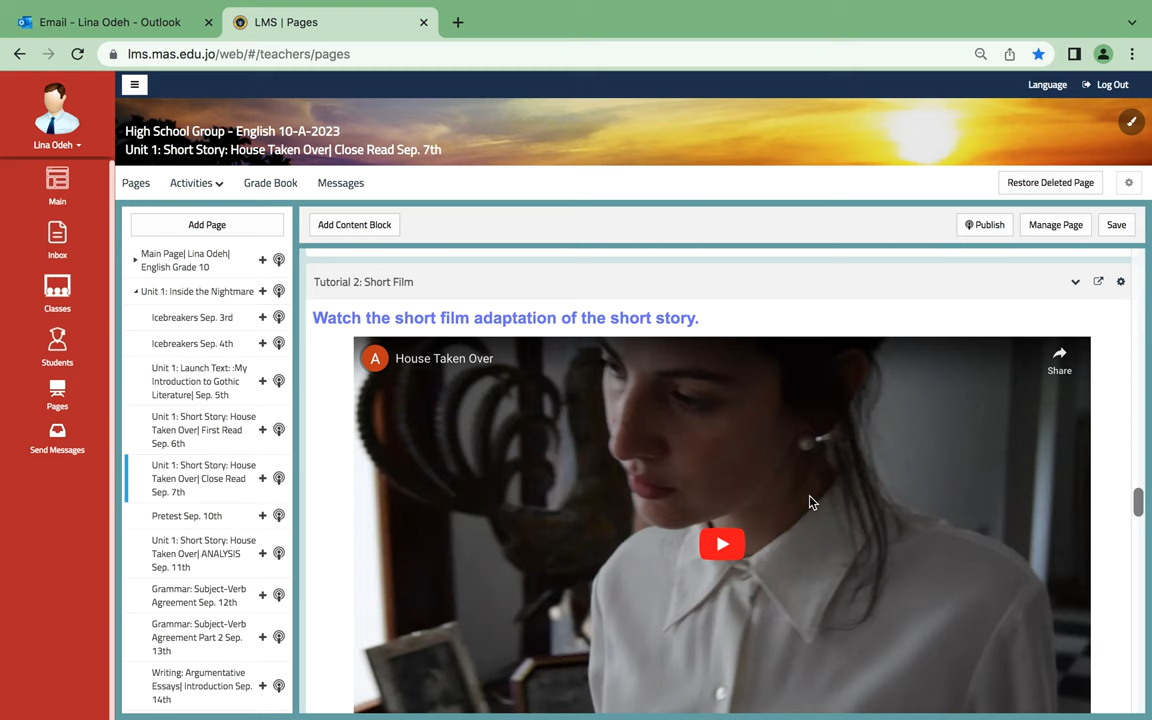 Email - Lina Odeh - Outlook
LMS | Pages
lms.mas.edu.jo/web/#/teachers/pages
Language
Log Out
Lina Odeh
High School Group - English 10-A-2023
Unit 1: Short Story: House Taken Over| Close Read Sep. 7th
Pages
Activities
Grade Book
Messages
Restore Deleted Page
Main
Inbox
Classes
Students
Pages
Send Messages
Add Page
Main Page| Lina Odeh|
English Grade 10
Unit 1: Inside the Nightmare
Icebreakers Sep. 3rd
Icebreakers Sep. 4th
Unit 1: Launch Text: :My
Introduction to Gothic
Literature| Sep. 5th
Unit 1: Short Story: House
Taken Over| First Read
Sep. 6th
Unit 1: Short Story: House
Taken Over| Close Read
Sep. 7th
Pretest Sep. 10th
Unit 1: Short Story: House
Taken Over| ANALYSIS
Sep. 11th
Grammar: Subject-Verb
Agreement Sep. 12th
Grammar: Subject-Verb
Agreement Part 2 Sep.
13th
Writing: Argumentative
Essays| Introduction Sep.
14th
Add Content Block
Publish
Manage Page
Save
Tutorial 2: Short Film
Watch the short film adaptation of the short story.
A
House Taken Over
Share